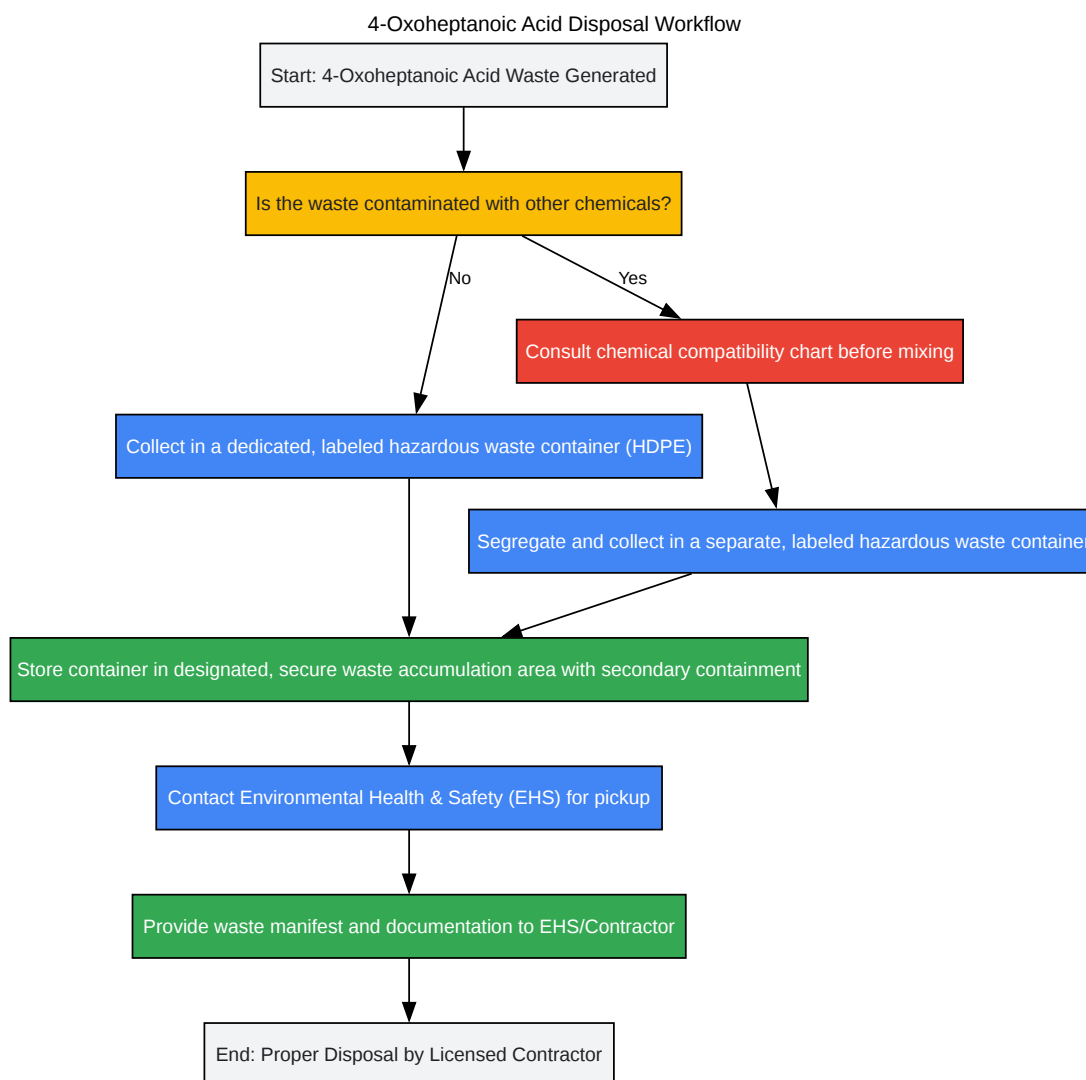 4-Oxoheptanoic Acid Disposal Workflow
Start: 4-Oxoheptanoic Acid Waste Generated
Is the waste contaminated with other chemicals?
No
Yes
Consult chemical compatibility chart before mixing
Collect in a dedicated, labeled hazardous waste container (HDPE)
Segregate and collect in a separate, labeled hazardous waste container
Store container in designated, secure waste accumulation area with secondary containment
Contact Environmental Health & Safety (EHS) for pickup
Provide waste manifest and documentation to EHS/Contractor
End: Proper Disposal by Licensed Contractor